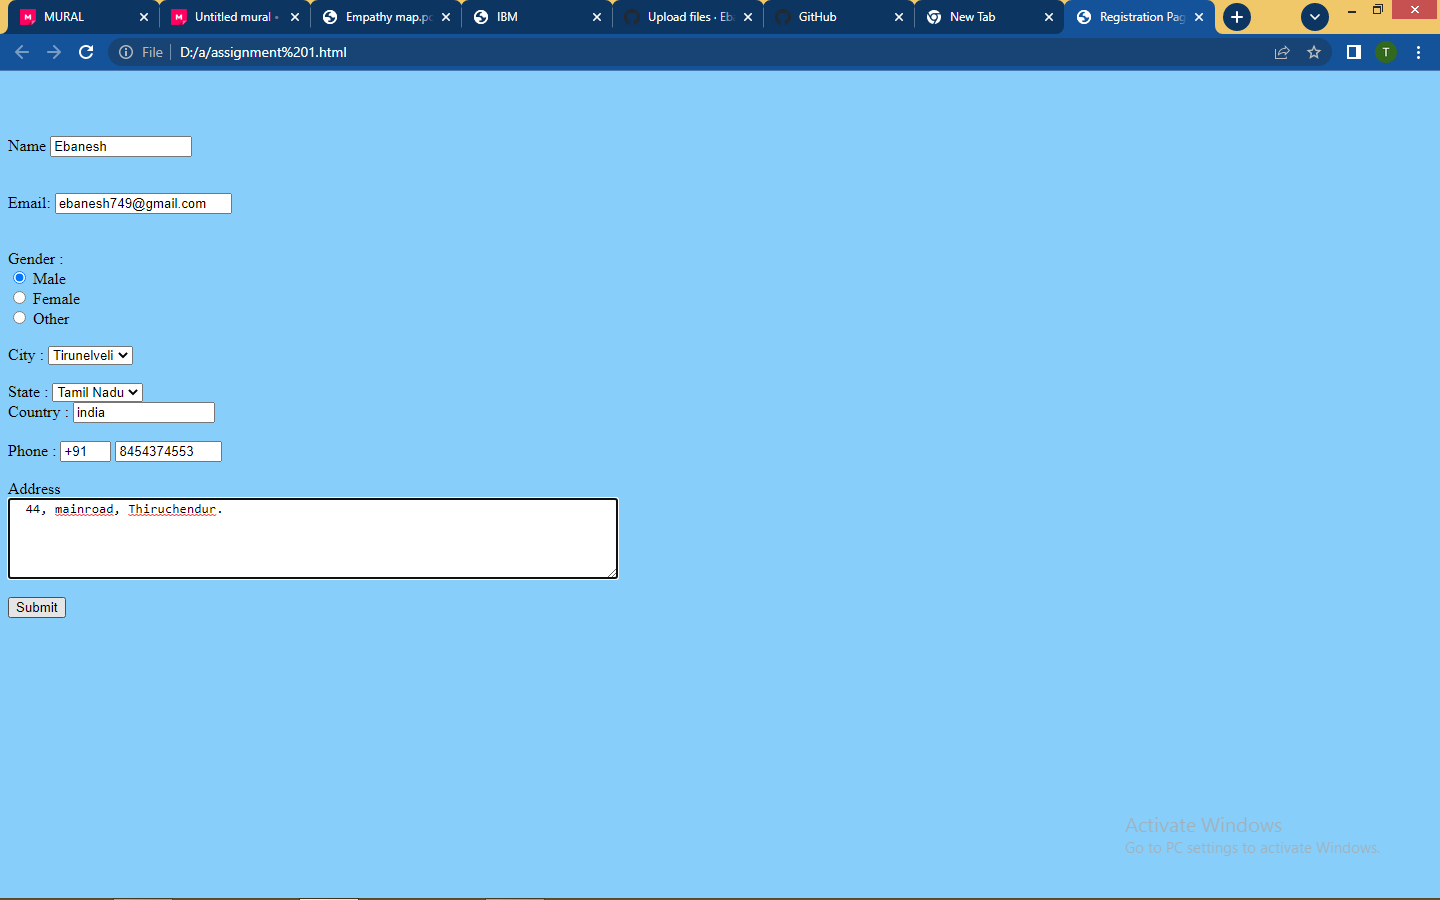 MURAL
Untitled mural •
Empathy map.pd
IBM
Upload files · Eba
GitHub
New Tab
Registration Pag
File
D:/a/assignment%201.html
T
Name Ebanesh
Email: ebanesh749@gmail.com
Gender :
Male
Female
Other
City : Tirunelveli
State : Tamil Nadu
Country : india
Phone : +91 8454374553
Address
44, mainroad, Thiruchendur.
Submit
Activate Windows
Go to PC settings to activate Windows.